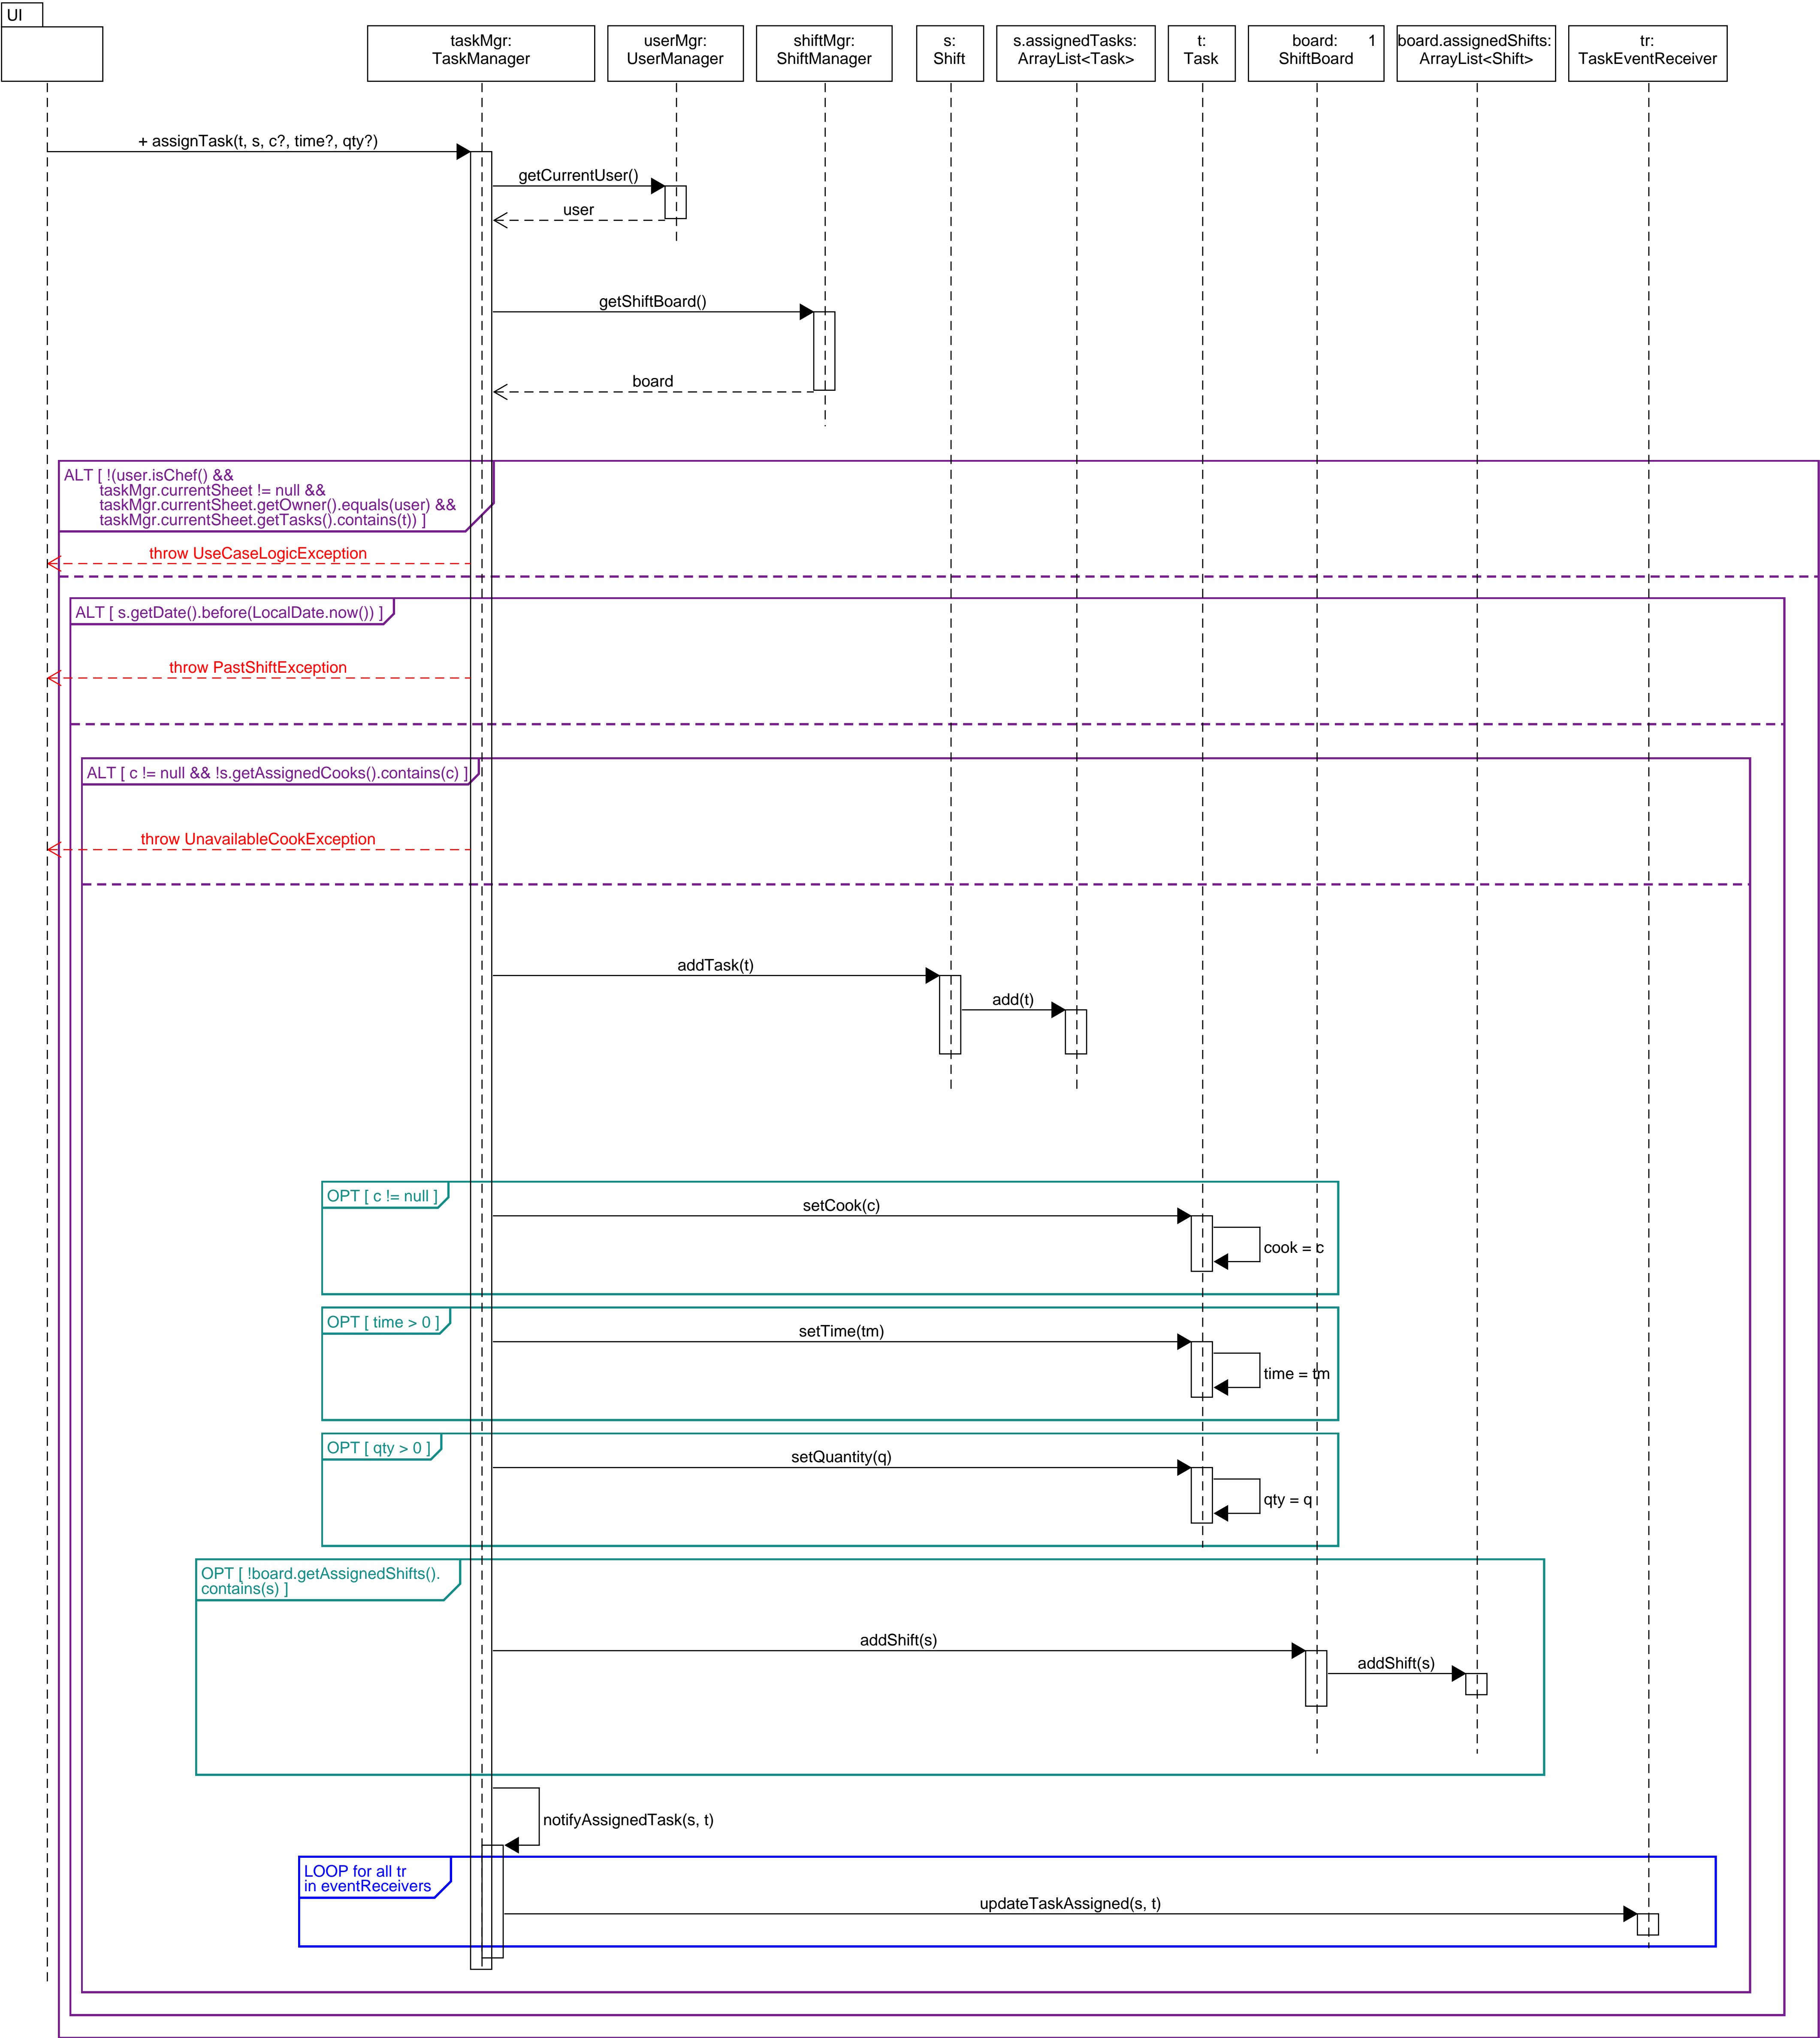 UI
taskMgr:
TaskManager
userMgr:
UserManager
shiftMgr:
ShiftManager
s:
Shift
s.assignedTasks:
ArrayList<Task>
t:
Task
board: 1
ShiftBoard
board.assignedShifts:
ArrayList<Shift>
tr:
TaskEventReceiver
+ assignTask(t, s, c?, time?, qty?)
getCurrentUser()
user
getShiftBoard()
board
ALT [ !(user.isChef() &&
taskMgr.currentSheet != null &&
taskMgr.currentSheet.getOwner().equals(user) &&
taskMgr.currentSheet.getTasks().contains(t)) ]
throw UseCaseLogicException
ALT [ s.getDate().before(LocalDate.now()) ]
throw PastShiftException
ALT [ c != null && !s.getAssignedCooks().contains(c) ]
throw UnavailableCookException
addTask(t)
add(t)
OPT [ c != null ]
setCook(c)
cook = c
OPT [ time > 0 ]
setTime(tm)
time = tm
OPT [ qty > 0 ]
setQuantity(q)
qty = q
OPT [ !board.getAssignedShifts().
contains(s) ]
addShift(s)
addShift(s)
notifyAssignedTask(s, t)
LOOP for all tr
in eventReceivers
updateTaskAssigned(s, t)